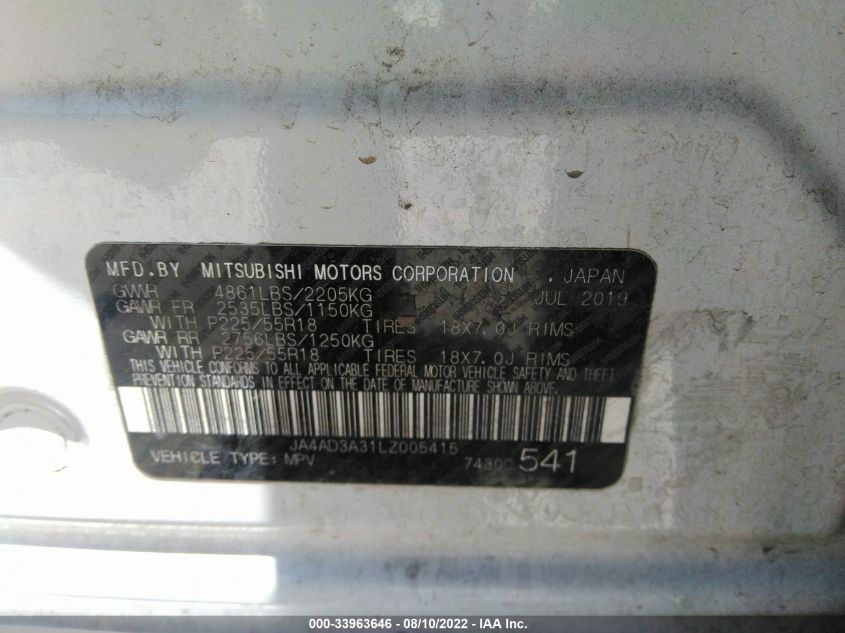 MFD.BY MITSUBISHI MOTORS CORPORATION , JAPAN
GVWR 4861LBS/2205KG JUL 2019
GAWR FR 2535LBS/1150KG
WITH P225/55R18 TIRES 18X7.0J RIMS
GAWR RR 2756LBS/1250KG
WITH P225/55R18 TIRES 18X7.0J RIMS
THIS VEHICLE CONFORMS TO ALL APPLICABLE FEDERAL MOTOR VEHICLE SAFETY AND THEFT
PREVENTION STANDARDS IN EFFECT ON THE DATE OF MANUFACTURE SHOWN ABOVE.
JA4AD3A31LZ005415
VEHICLE TYPE: MPV 7430C 541
000-33963646 - 08/10/2022 - IAA Inc.